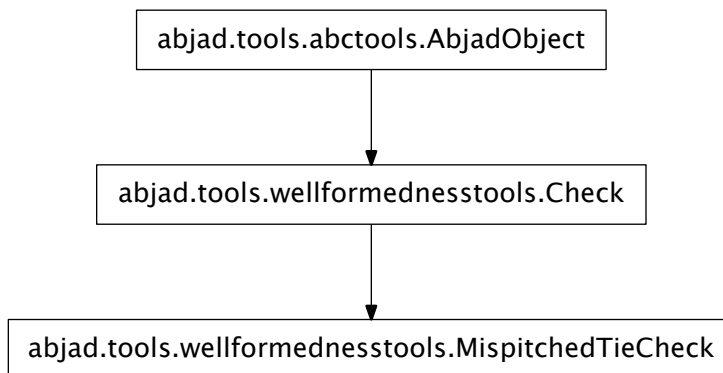 abjad.tools.abctools.AbjadObject
abjad.tools.wellformednesstools.Check
abjad.tools.wellformednesstools.MispitchedTieCheck